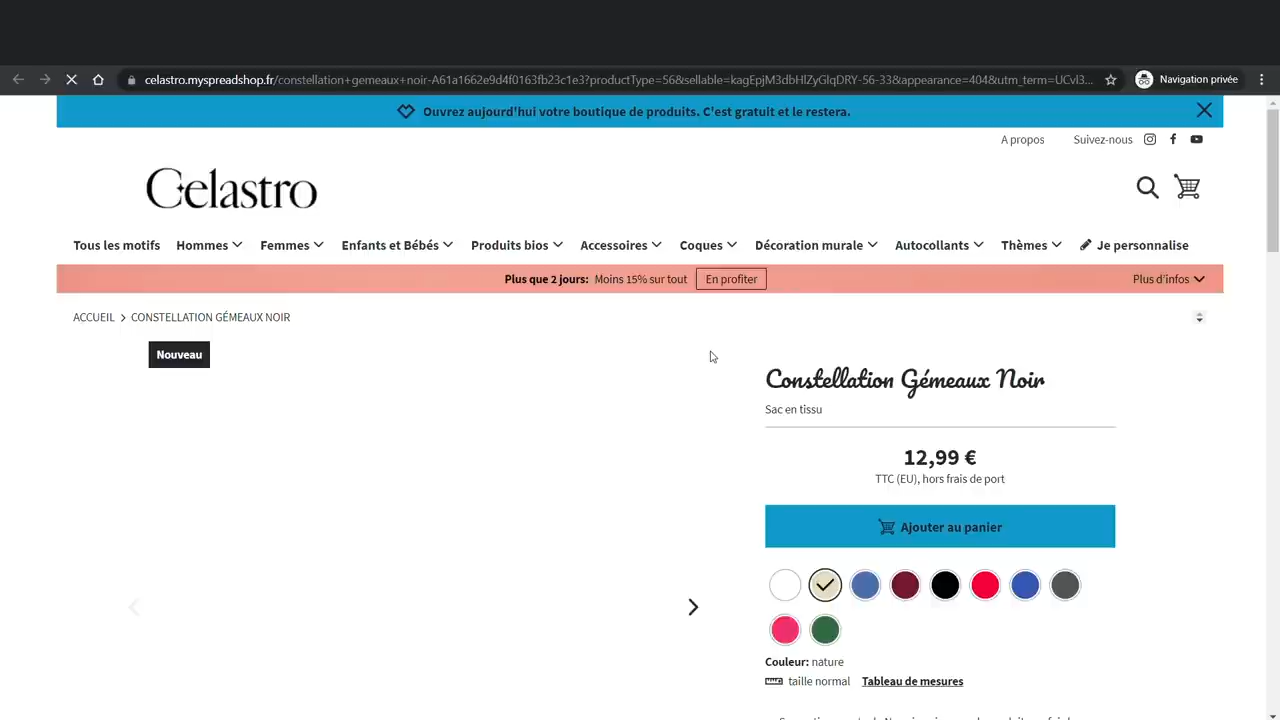 celastro.myspreadshop.fr/constellation+gemeaux+noir-A61a1662e9d4f0163fb23c1e3?productType=56&sellable=kagEpjM3dbHlZyGlqDRY-56-33&appearance=404&utm_term=UCvl3...
Navigation privée
Ouvrez aujourd'hui votre boutique de produits. C'est gratuit et le restera.
A propos Suivez-nous
Celastro
Tous les motifs Hommes Femmes Enfants et Bébés Produits bios Accessoires Coques Décoration murale Autocollants Thèmes Je personnalise
Plus que 2 jours: Moins 15% sur tout En profiter Plus d'infos
ACCUEIL > CONSTELLATION GÉMEAUX NOIR
Nouveau
Constellation Gémeaux Noir
Sac en tissu
12,99 €
TTC (EU), hors frais de port
Ajouter au panier
Couleur: nature
taille normal Tableau de mesures